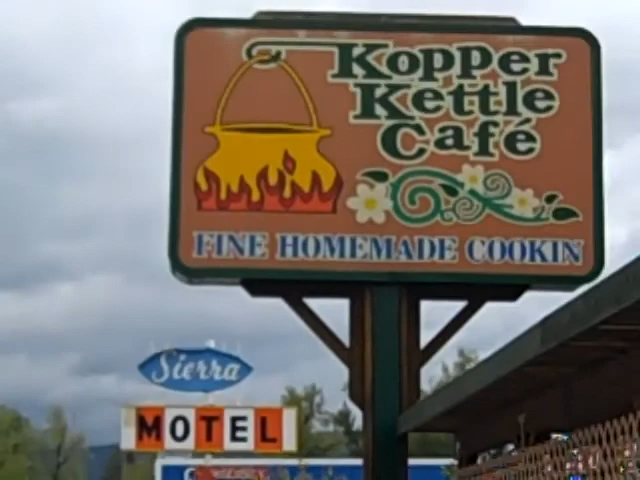 Kopper
Kettle
Café
FINE HOMEMADE COOKIN
Sierra
MOTEL